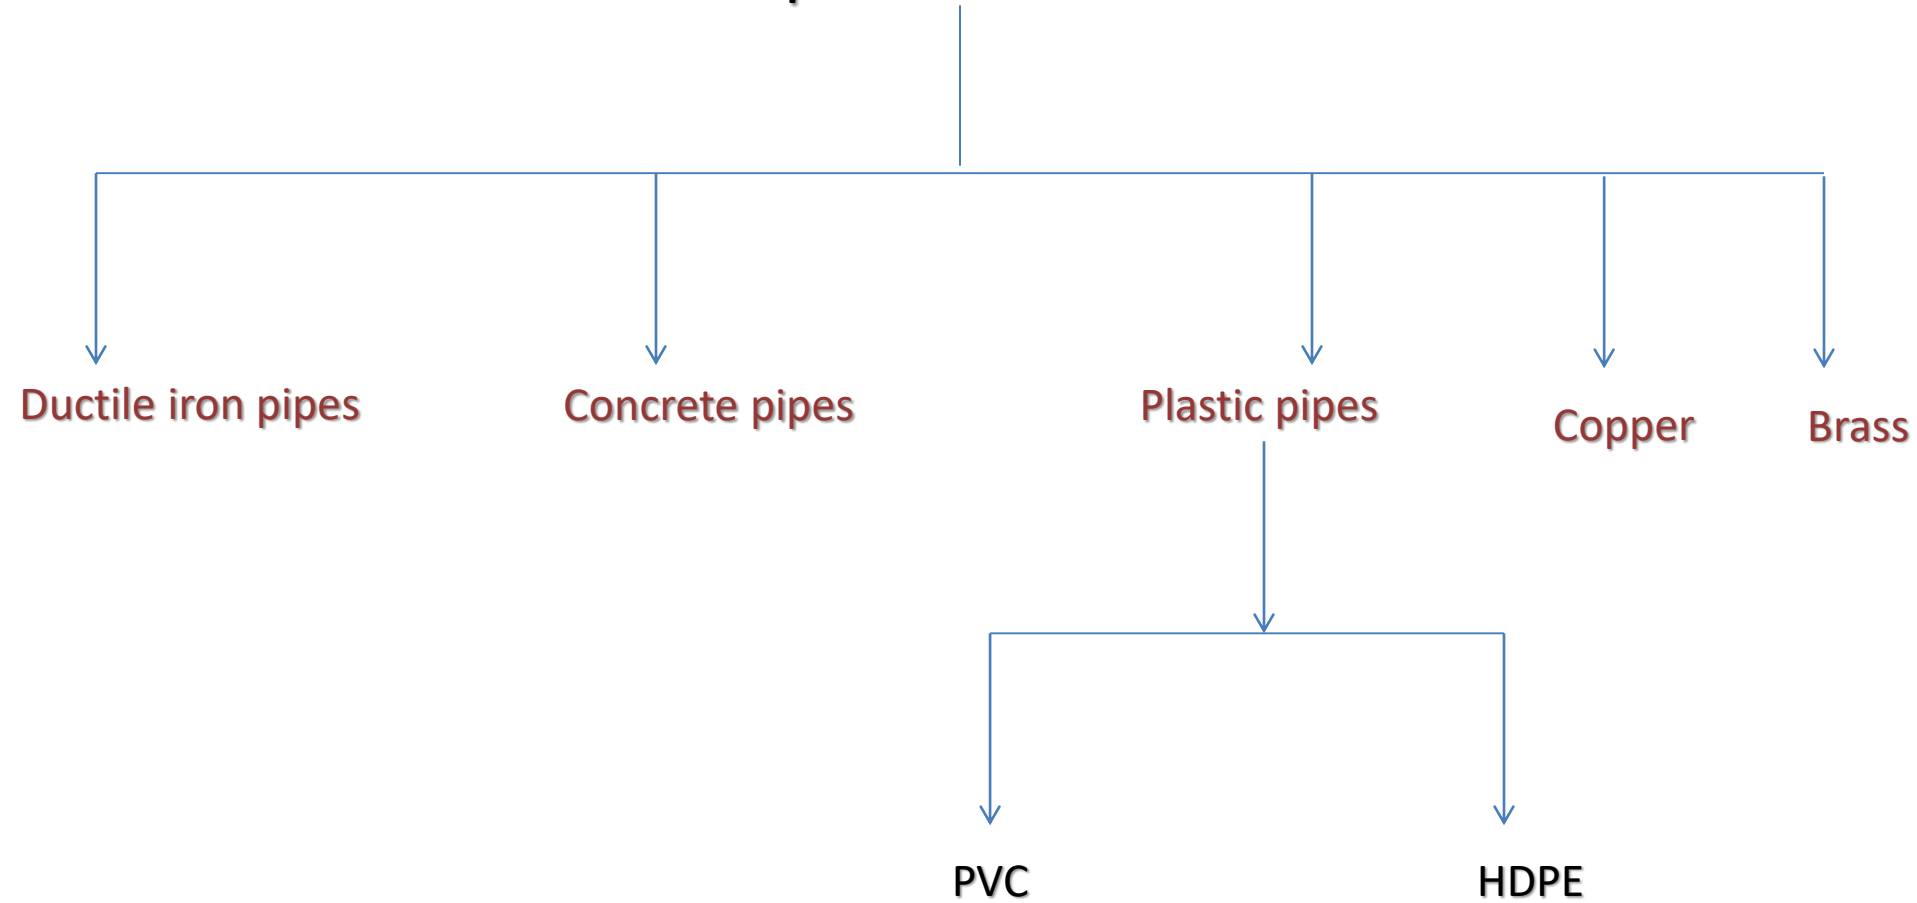 Ductile iron pipes
Concrete pipes
Plastic pipes
Copper
Brass
PVC
HDPE